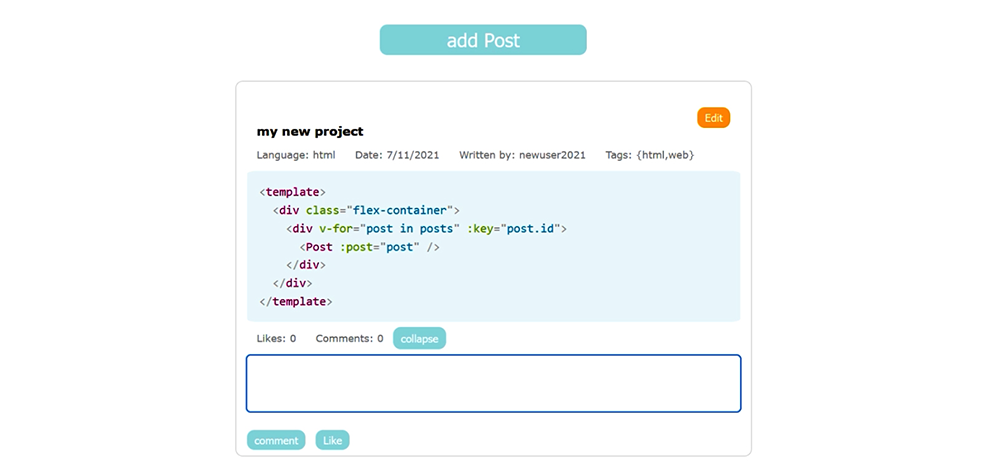 add Post
Edit
my new project
Language: html Date: 7/11/2021 Written by: newuser2021 Tags: {html,web}
<template>
  <div class="flex-container">
    <div v-for="post in posts" :key="post.id">
      <Post :post="post" />
    </div>
  </div>
</template>
Likes: 0 Comments: 0 collapse
comment Like